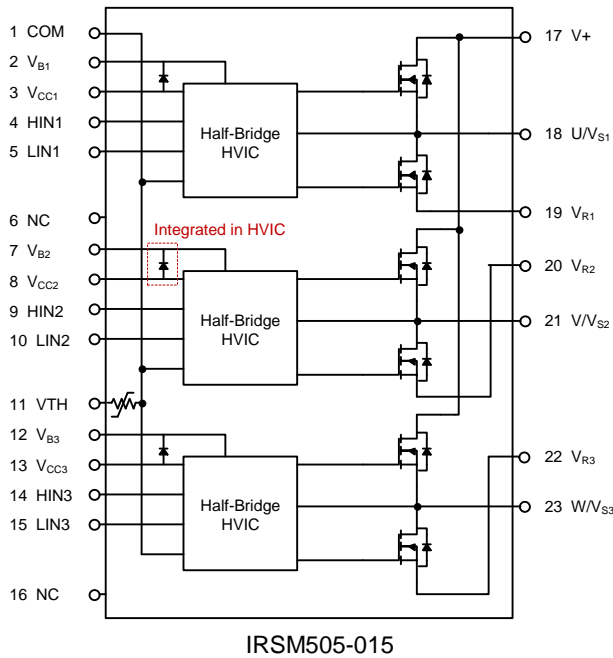 1 COM
2 VB1
3 VCC1
4 HIN1
5 LIN1
6 NC
7 VB2
8 VCC2
9 HIN2
10 LIN2
11 VTH
12 VB3
13 VCC3
14 HIN3
15 LIN3
16 NC
Half-Bridge
HVIC
Integrated in HVIC
Half-Bridge
HVIC
Half-Bridge
HVIC
17 V+
18 U/VS1
19 VR1
20 VR2
21 V/VS2
22 VR3
23 W/VS3
IRSM505-015